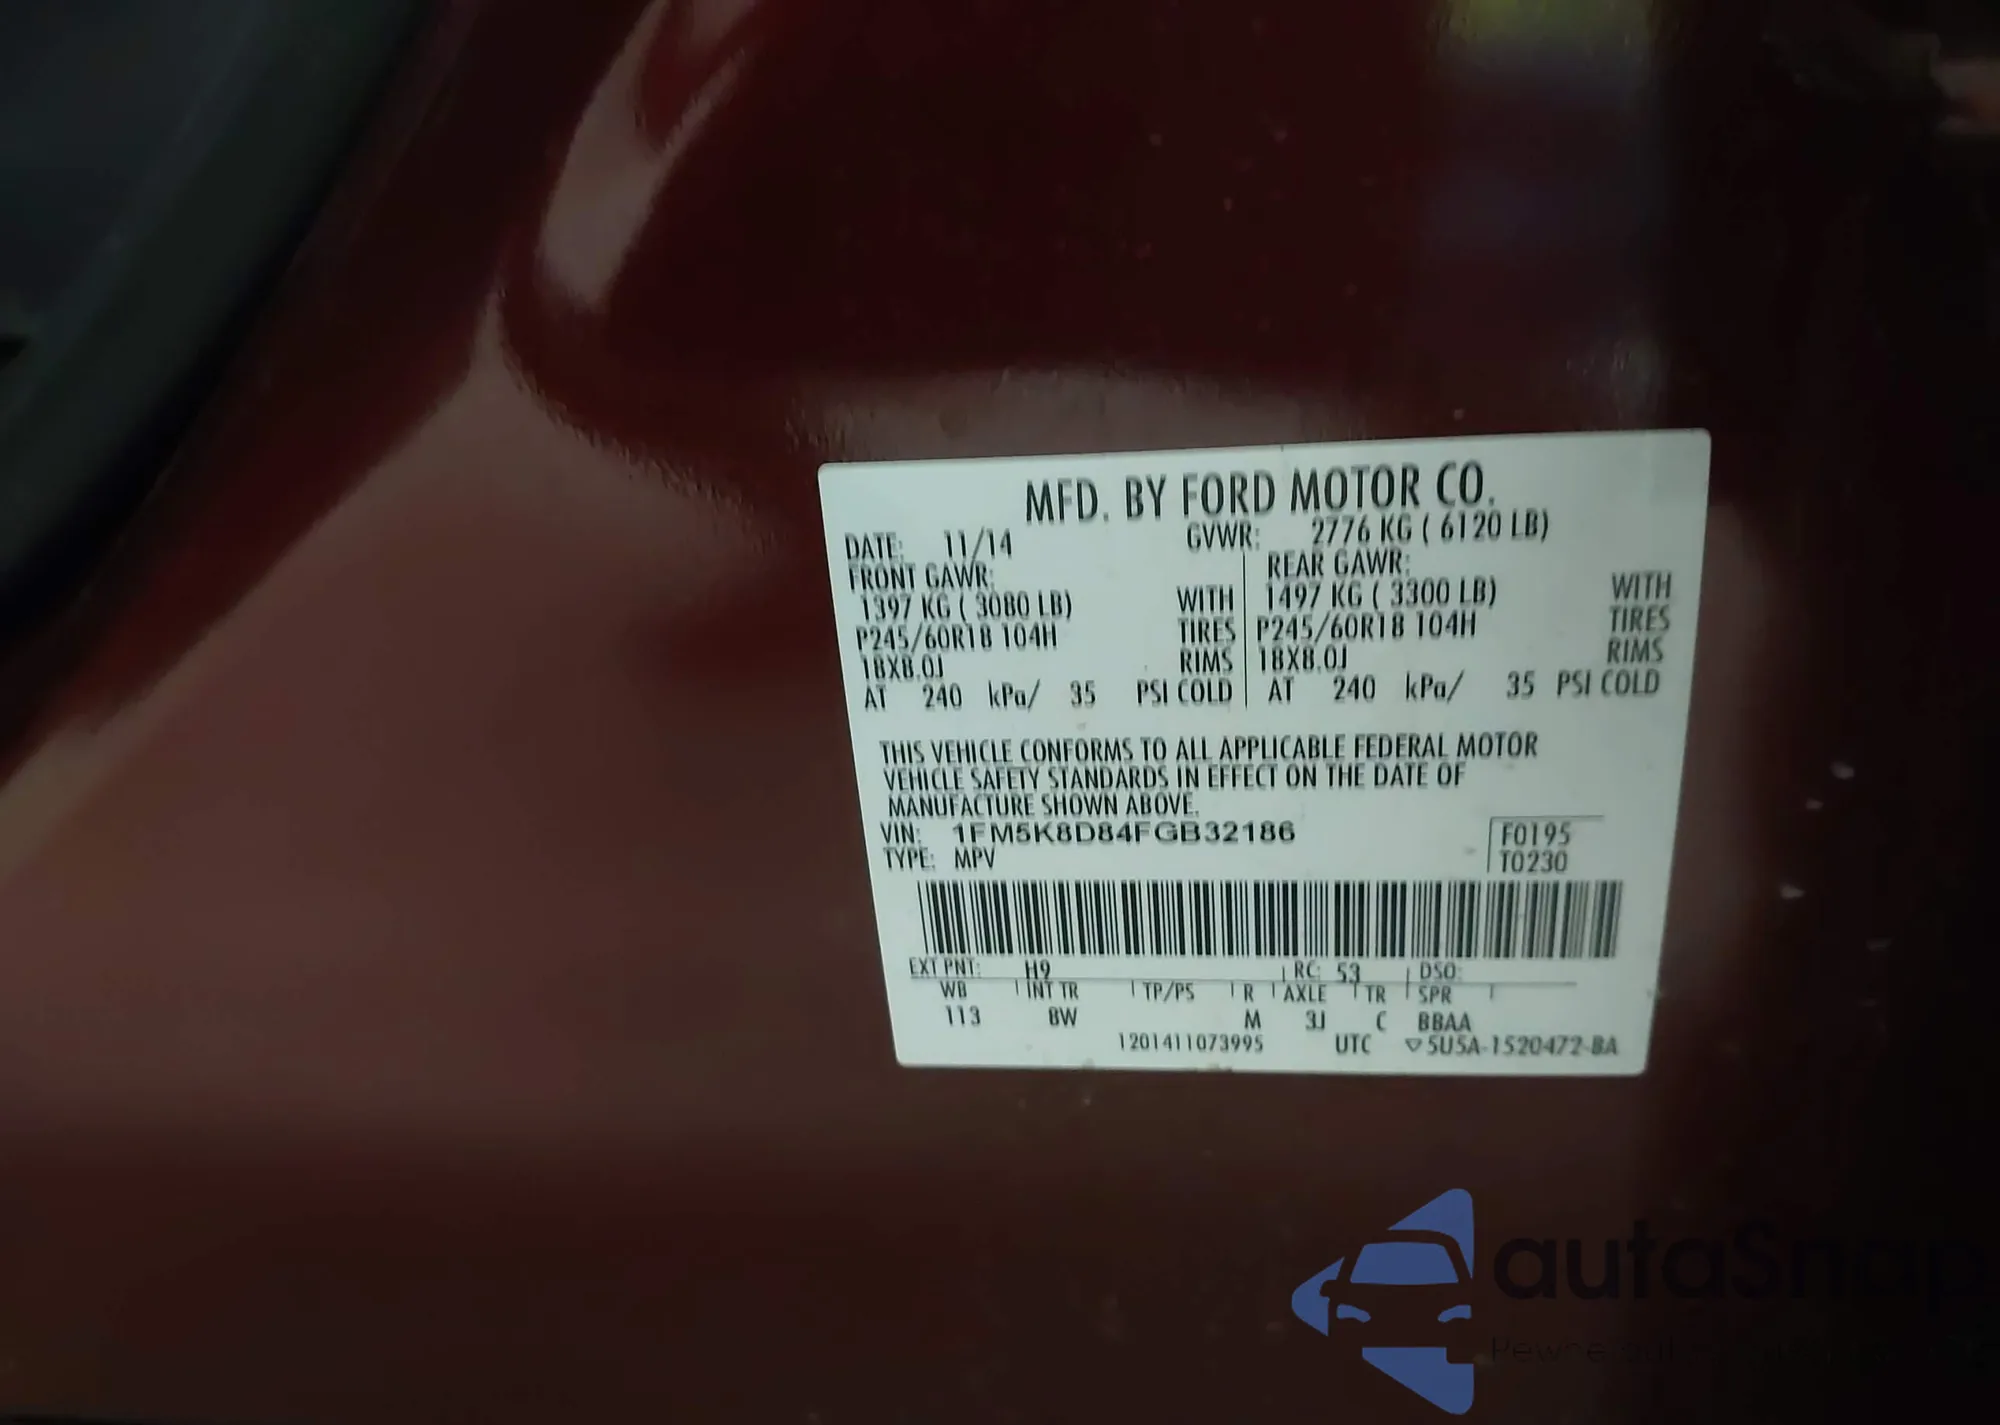 MFD. BY FORD MOTOR CO.
DATE: 11/14 GVWR: 2776 KG ( 6120 LB)
FRONT GAWR: REAR GAWR:
1397 KG ( 3080 LB) WITH 1497 KG ( 3300 LB) WITH
P245/60R18 104H TIRES P245/60R18 104H TIRES
18X8.0J RIMS 18X8.0J RIMS
AT 240 kPa/ 35 PSI COLD AT 240 kPa/ 35 PSI COLD
THIS VEHICLE CONFORMS TO ALL APPLICABLE FEDERAL MOTOR
VEHICLE SAFETY STANDARDS IN EFFECT ON THE DATE OF
MANUFACTURE SHOWN ABOVE.
VIN: 1FM5K8D84FGB32186 F0195
TYPE: MPV T0230
EXT PNT: H9 RC: 53 DSO:
WB INT TR TP/PS R AXLE TR SPR
113 BW M 3J C BBAA
1201411073995 UTC ▽5U5A-1520472-BA
autoSnap